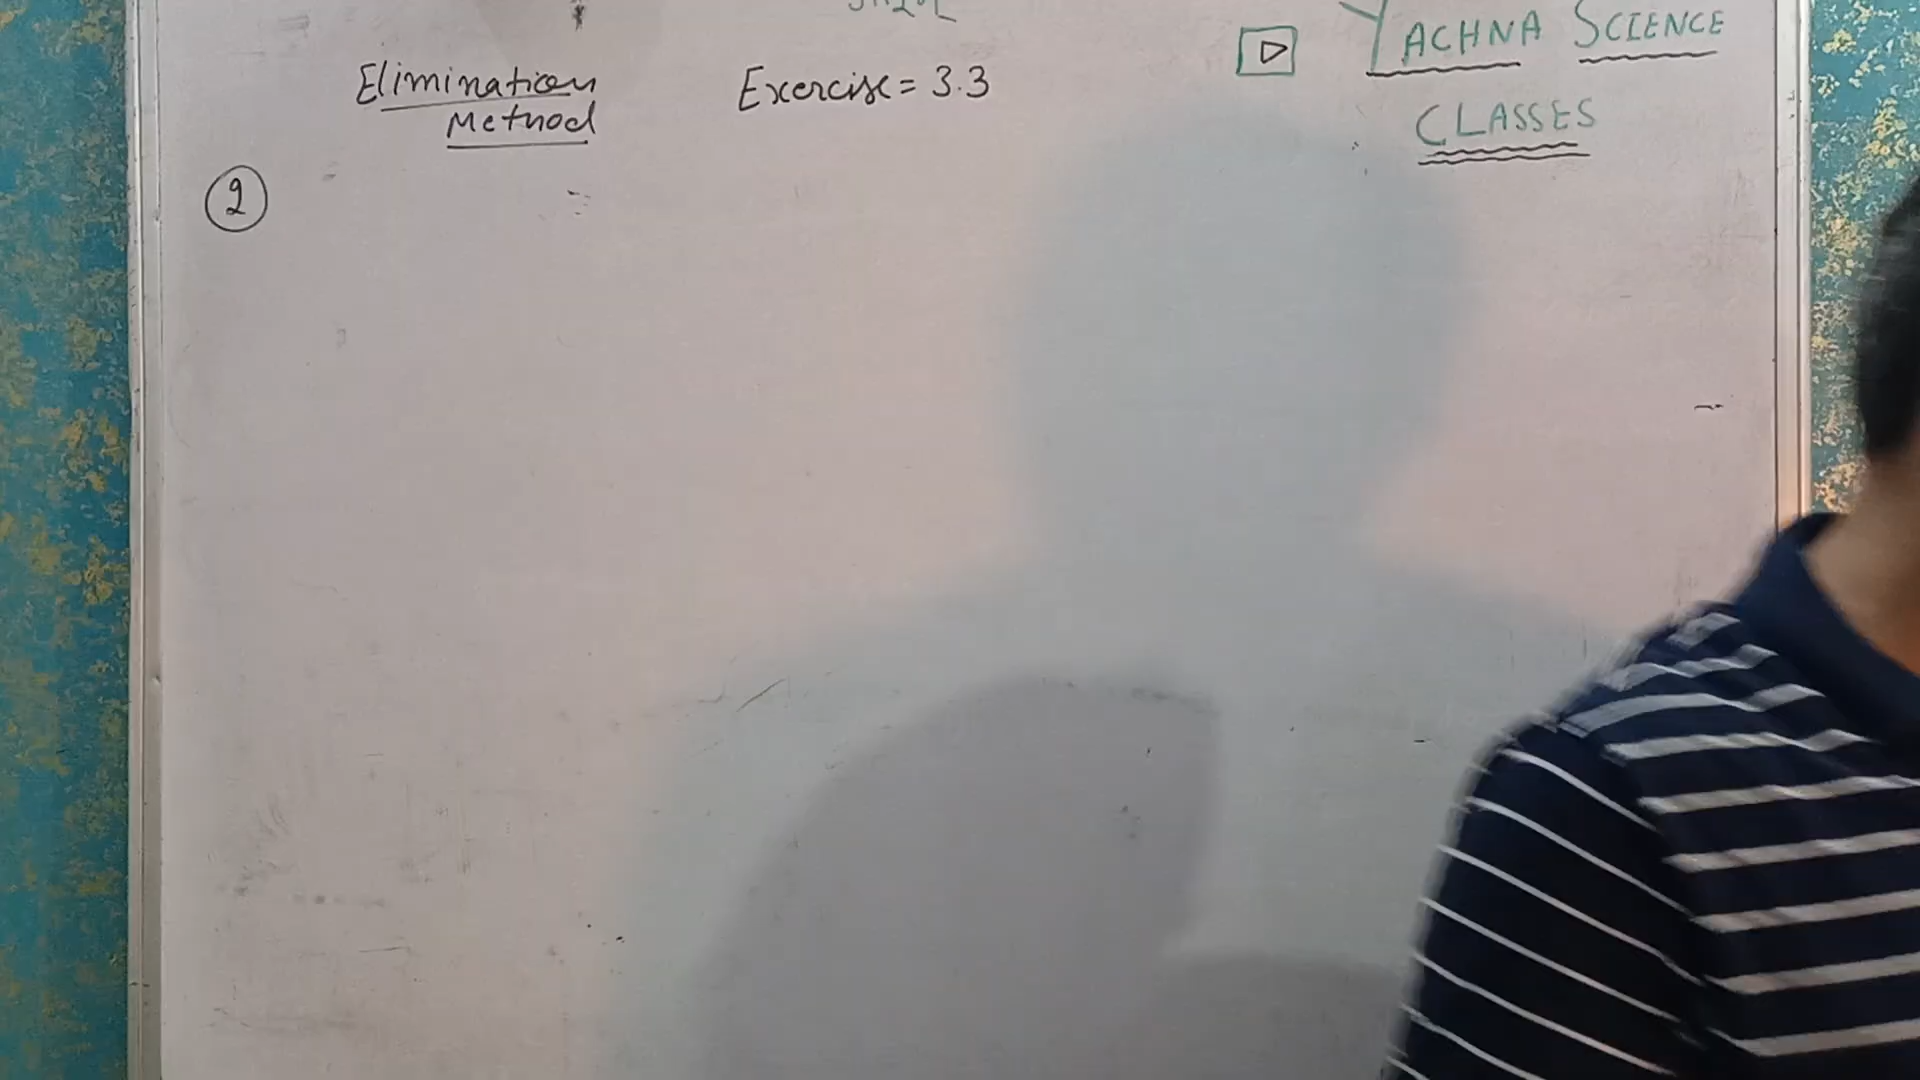 YACHNA SCIENCE
CLASSES
Elimination
Method
Exercise = 3.3
2